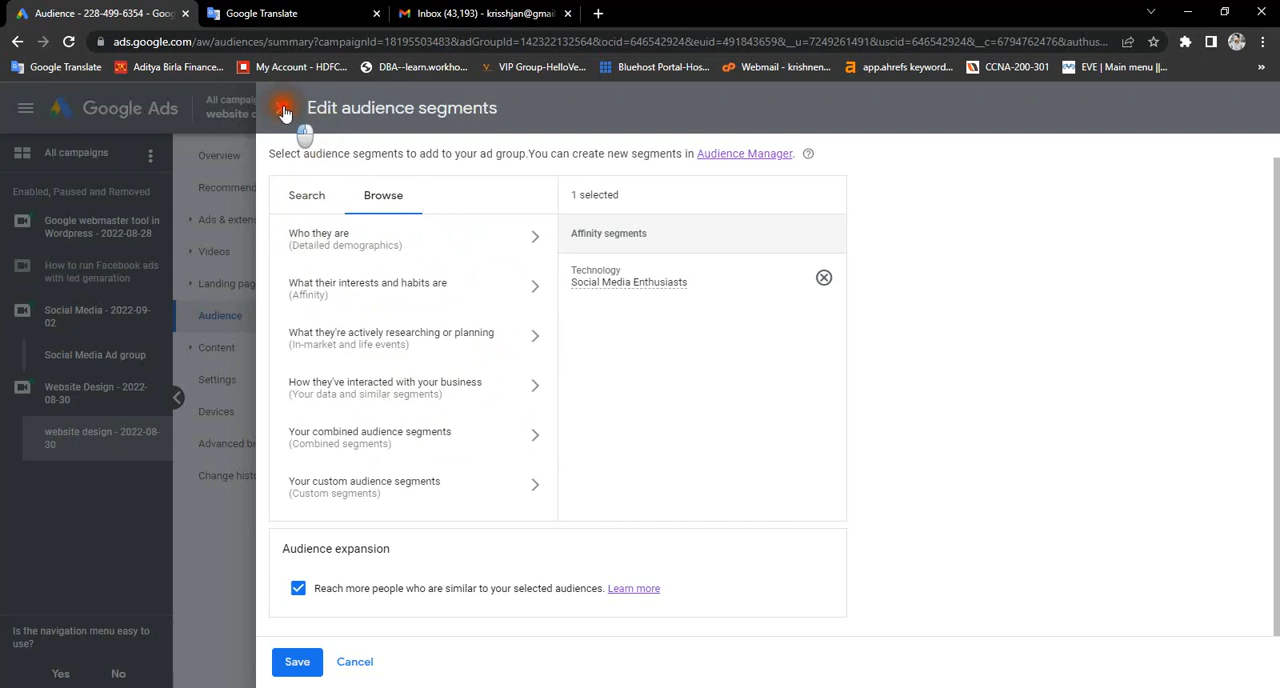 Audience - 228-499-6354 - Goog
Google Translate
Inbox (43,193) - krisshjan@gmai
ads.google.com/aw/audiences/summary?campaignId=18195503483&adGroupId=142322132564&ocid=646542924&euid=491843659&__u=7249261491&uscid=646542924&__c=6794762476&authus...
Google Translate
Aditya Birla Finance...
My Account - HDFC...
DBA--learn.workho...
VIP Group-HelloVe...
Bluehost Portal-Hos...
Webmail - krishne...
app.ahrefs keyword...
CCNA-200-301
EVE | Main menu ||...
»
Google Ads
All campai
website d
Edit audience segments
All campaigns
Enabled, Paused and Removed
Google webmaster tool in
Wordpress - 2022-08-28
How to run Facebook ads
with led genaration
Social Media - 2022-09-
02
Social Media Ad group
Website Design - 2022-
08-30
website design - 2022-08-
30
Is the navigation menu easy to
use?
Yes
No
Overview
Recommend
Ads & exten
Videos
Landing pag
Audience
Content
Settings
Devices
Advanced bi
Change histo
Select audience segments to add to your ad group.You can create new segments in Audience Manager.
Search
Browse
1 selected
Who they are
(Detailed demographics)
What their interests and habits are
(Affinity)
What they're actively researching or planning
(In-market and life events)
How they've interacted with your business
(Your data and similar segments)
Your combined audience segments
(Combined segments)
Your custom audience segments
(Custom segments)
Affinity segments
Technology
Social Media Enthusiasts
Audience expansion
Reach more people who are similar to your selected audiences. Learn more
Save
Cancel